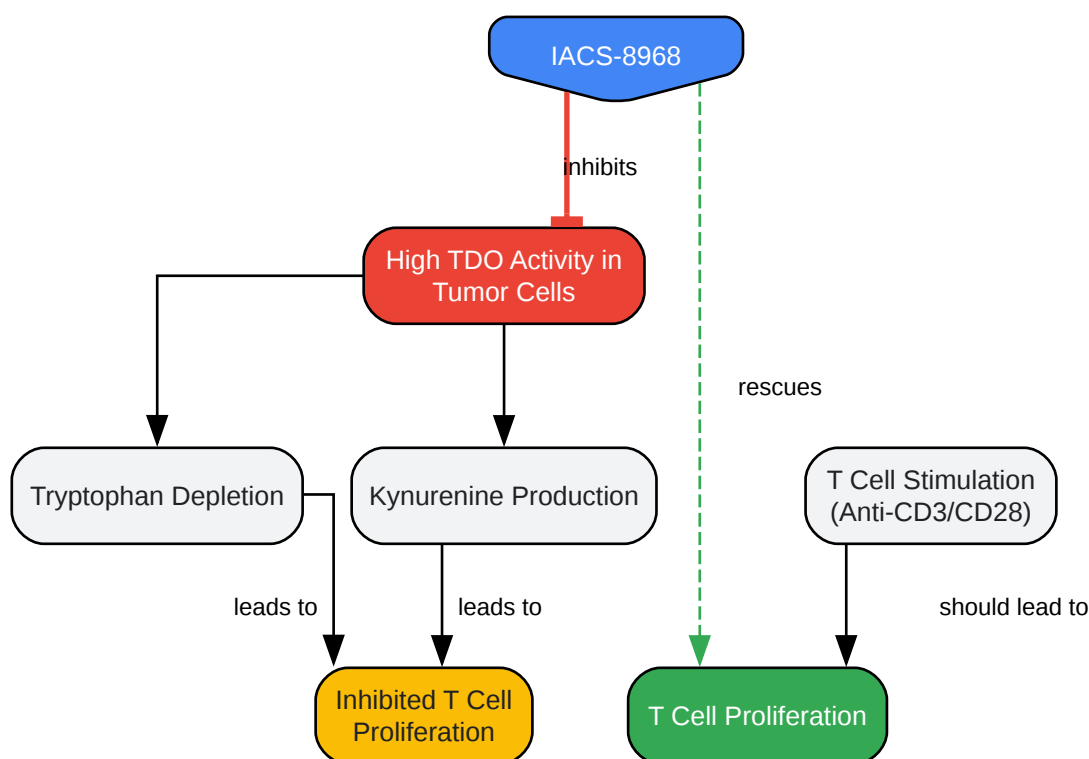 IACS-8968
inhibits
High TDO Activity in
Tumor Cells
rescues
Tryptophan Depletion
Kynurenine Production
T Cell Stimulation
(Anti-CD3/CD28)
leads to
leads to
should lead to
Inhibited T Cell
Proliferation
T Cell Proliferation